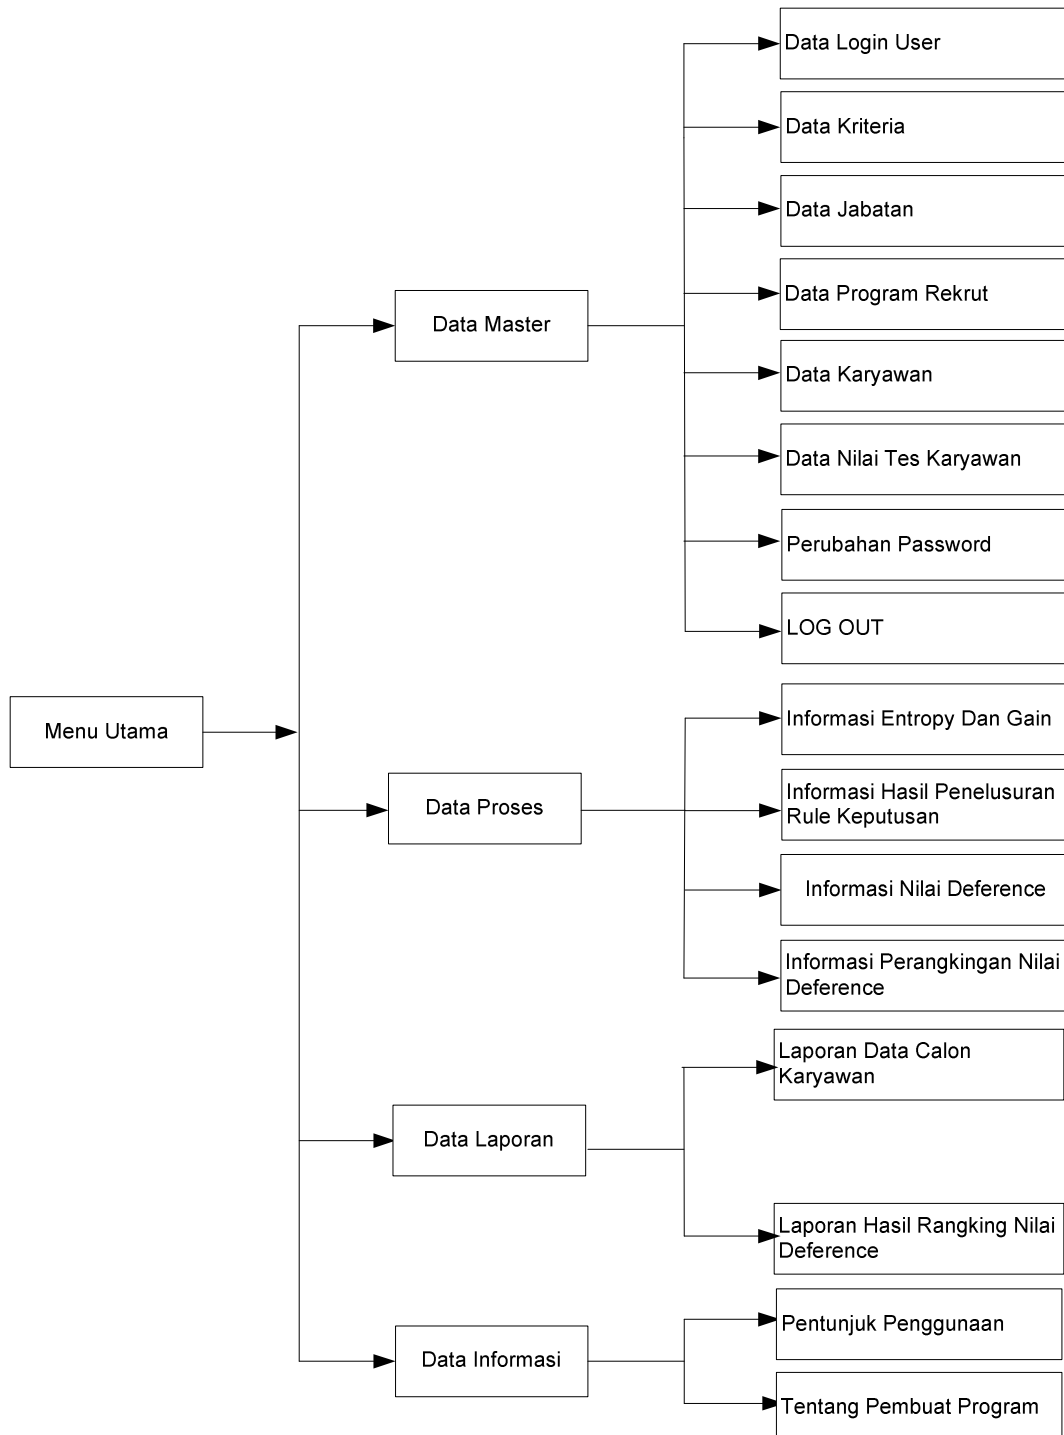 Menu Utama
Data Master
Data Login User
Data Kriteria
Data Jabatan
Data Program Rekrut
Data Karyawan
Data Nilai Tes Karyawan
Perubahan Password
LOG OUT
Data Proses
Informasi Entropy Dan Gain
Informasi Hasil Penelusuran
Rule Keputusan
Informasi Nilai Deference
Informasi Perangkingan Nilai
Deference
Data Laporan
Laporan Data Calon
Karyawan
Laporan Hasil Rangking Nilai
Deference
Data Informasi
Pentunjuk Penggunaan
Tentang Pembuat Program